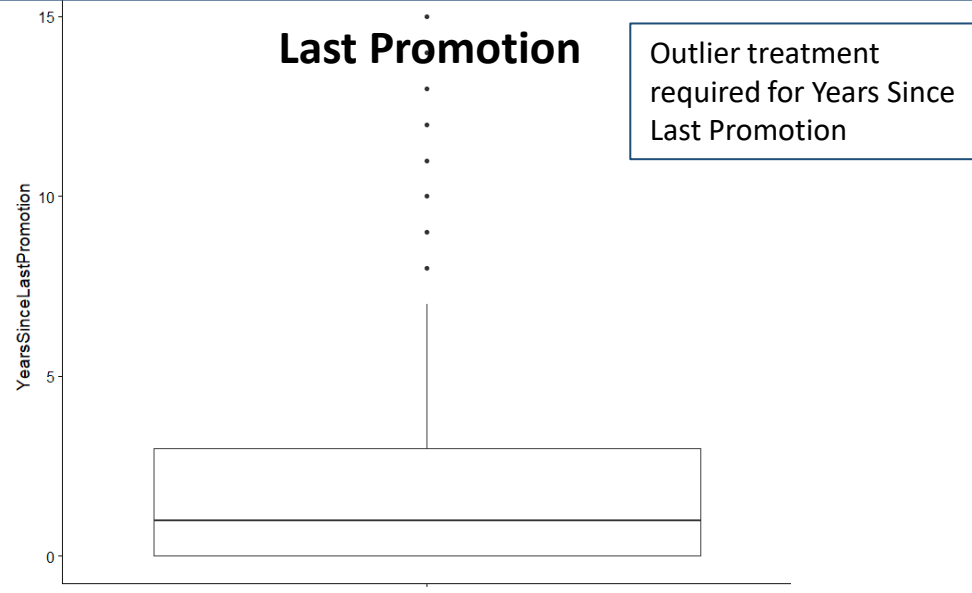 Last Promotion
Outlier treatment
required for Years Since
Last Promotion
YearsSinceLastPromotion
15
10
5
0